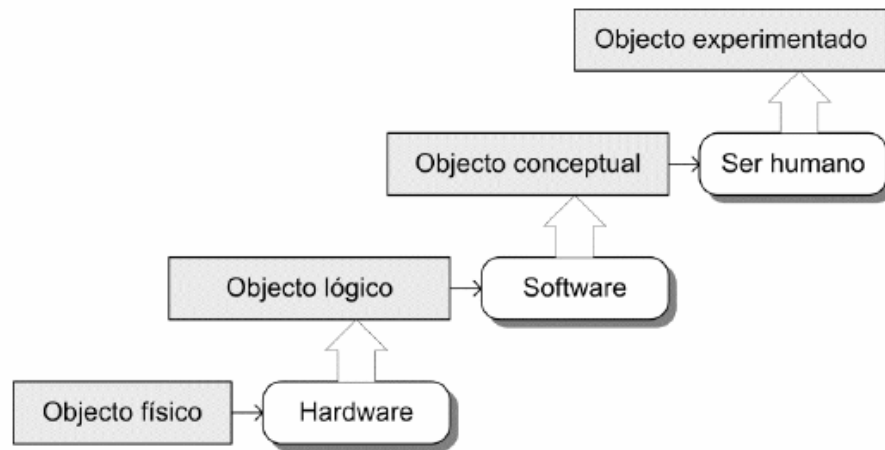 Objecto experimentado
Objecto conceptual
Ser humano
Objecto lógico
Software
Objecto físico
Hardware